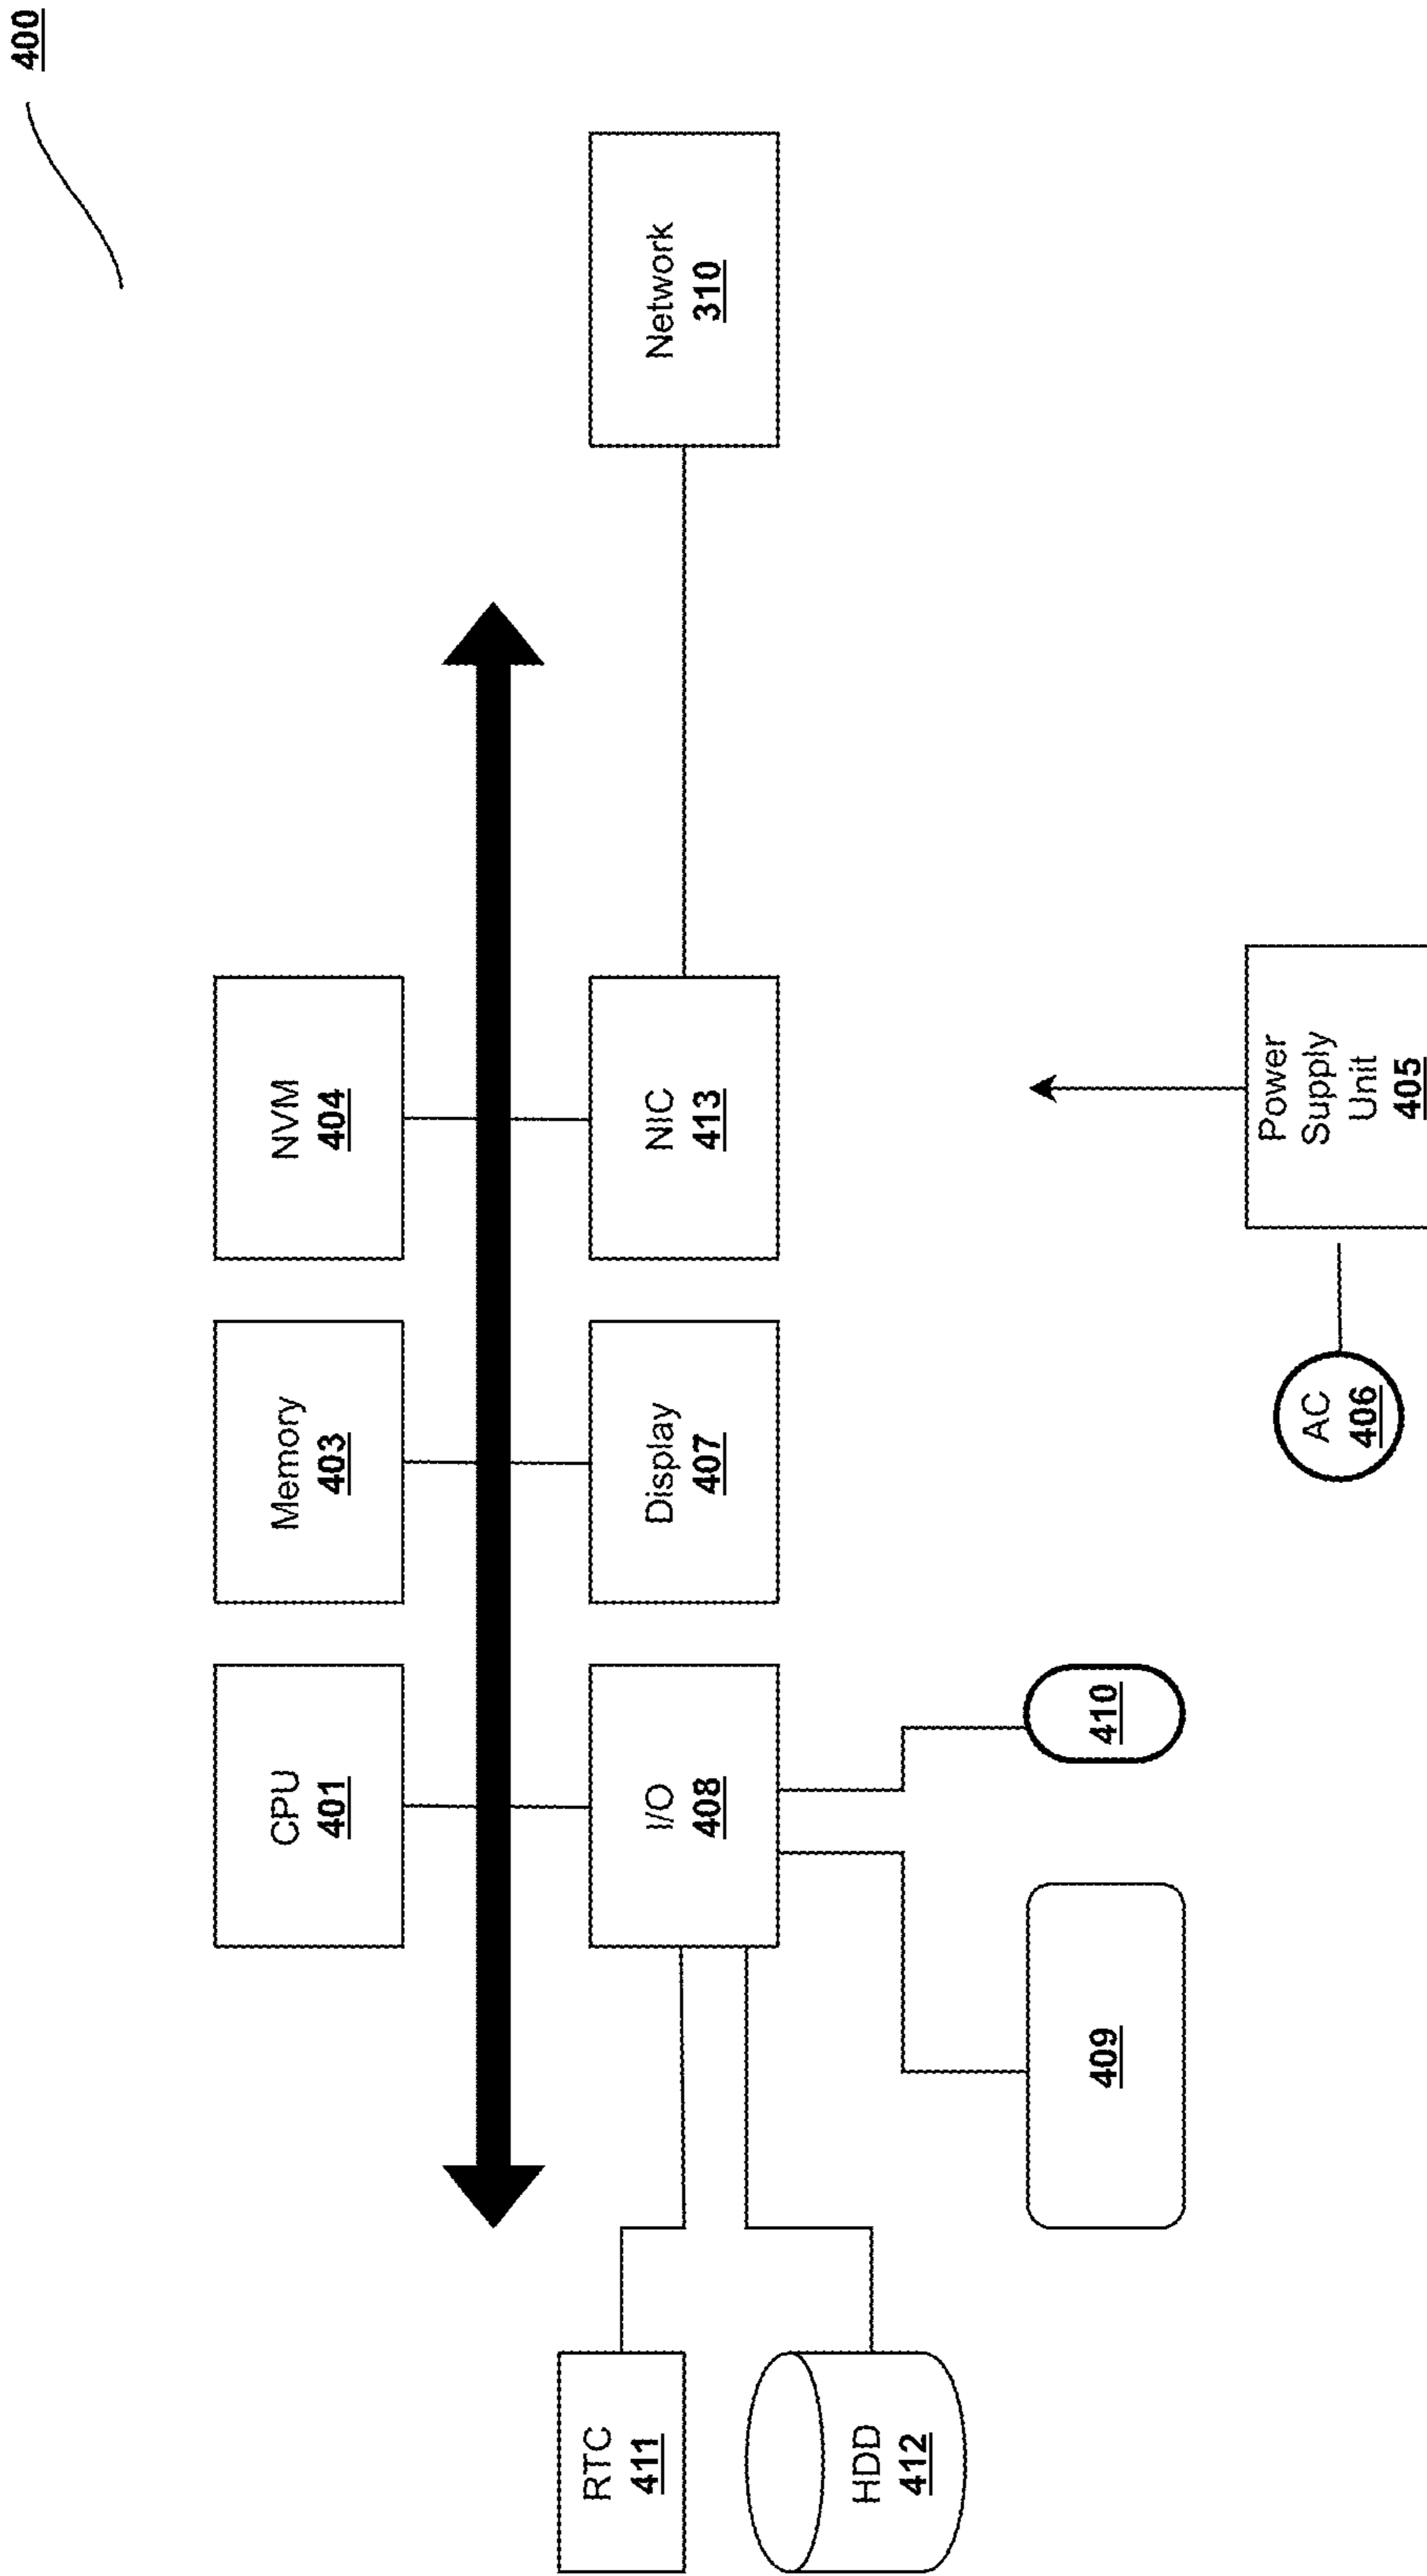 400
CPU
401
Memory
403
NVM
404
I/O
408
Display
407
NIC
413
Network
310
RTC
411
HDD
412
409
410
AC
406
Power
Supply
Unit
405